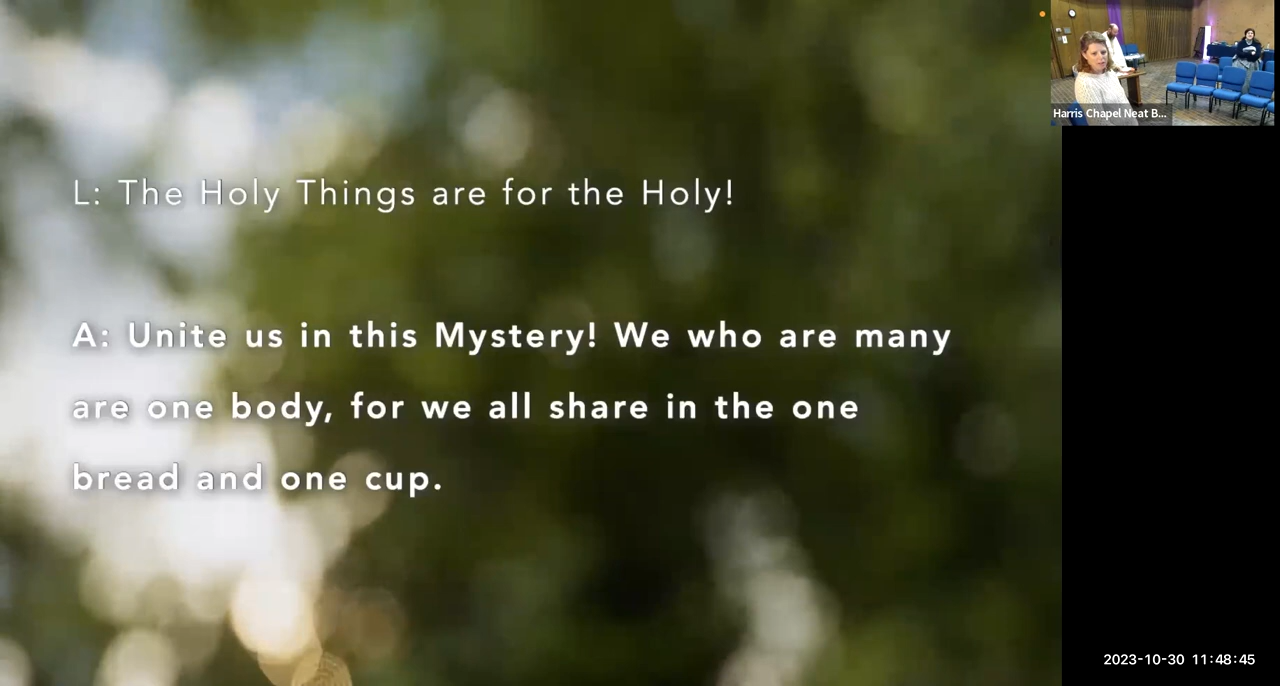 L: The Holy Things are for the Holy!
A: Unite us in this Mystery! We who are many
are one body, for we all share in the one
bread and one cup.
Harris Chapel Neat B...
2023-10-30 11:48:45